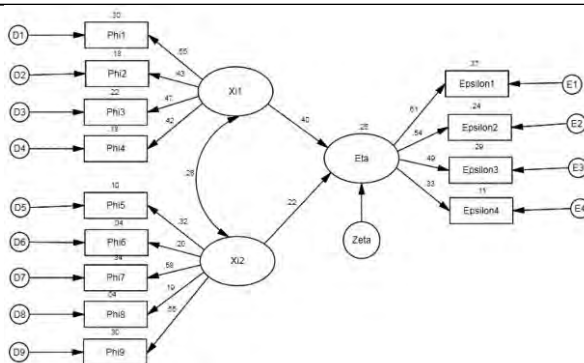 .30
D1
Phi1
.55
.18
D2
Phi2
.43
.22
D3
Phi3
.47
D4
Phi4
.42
Xi1
.40
.28
.10
D5
Phi5
.32
.04
D6
Phi6
.20
.34
D7
Phi7
.58
.04
D8
Phi8
.19
.30
D9
Phi9
.55
Xi2
.22
Eta
Zeta
.37
.61
Epsilon1
E1
.24
.54
Epsilon2
E2
.29
.49
Epsilon3
E3
.11
.33
Epsilon4
E4